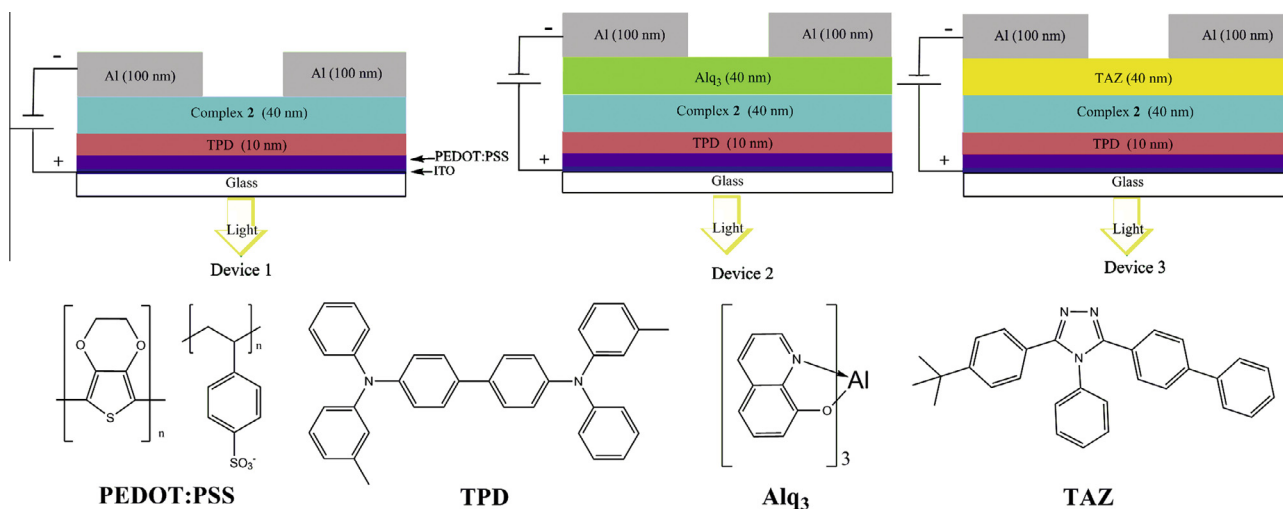 -
Al (100 nm)
Al (100 nm)
Complex 2 (40 nm)
TPD (10 nm)
+
PEDOT:PSS
ITO
Glass
Light
Device 1
-
Al (100 nm)
Al (100 nm)
Alq3 (40 nm)
Complex 2 (40 nm)
TPD (10 nm)
+
Glass
Light
Device 2
-
Al (100 nm)
Al (100 nm)
TAZ (40 nm)
Complex 2 (40 nm)
TPD (10 nm)
+
Glass
Light
Device 3
O
O
S
n
n
SO3-
PEDOT:PSS
N
N
TPD
N
O
Al
3
Alq3
N
N
N
TAZ